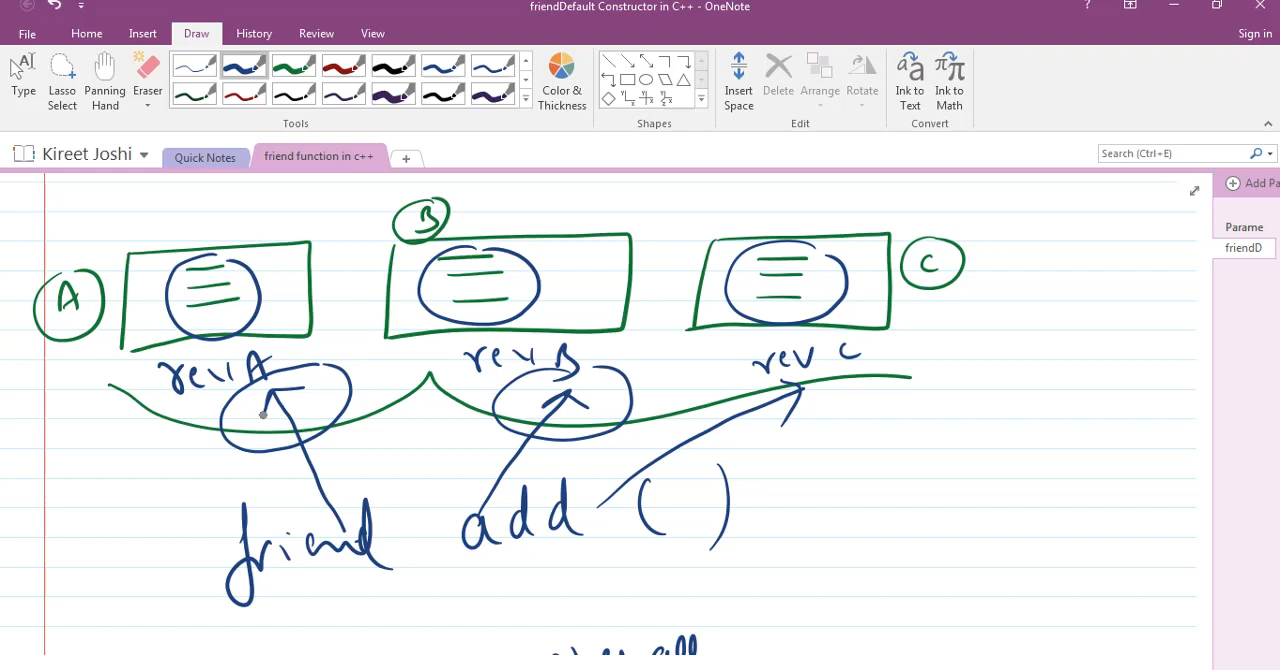 friendDefault Constructor in C++ - OneNote
File Home Insert Draw History Review View Sign in
Type Lasso Select Panning Hand Eraser Color & Thickness Insert Space Delete Arrange Rotate Ink to Text Ink to Math
Tools Shapes Edit Convert
Kireet Joshi Quick Notes friend function in c++ + Search (Ctrl+E)
Add Pa
Parame
friendD
B
A
C
rev A rev B rev C
friend add ( )